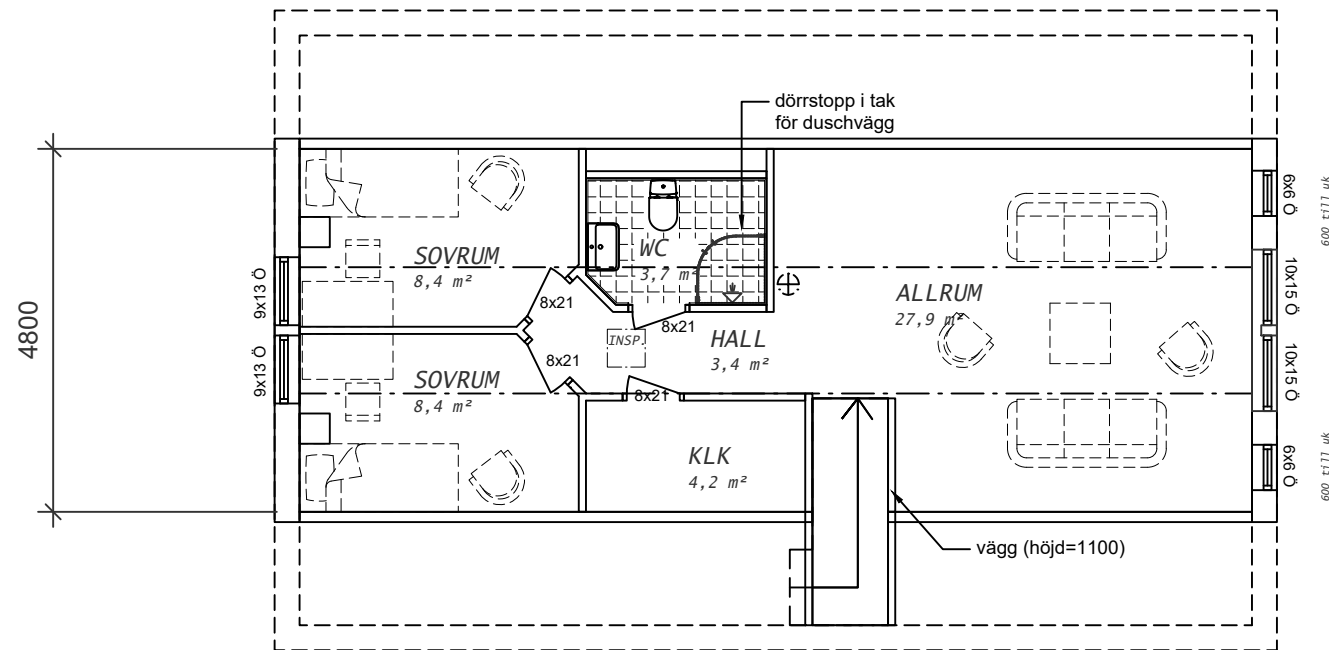 dörrstopp i tak
för duschvägg
4800
SOVRUM
8,4 m²
9x13 Ö
8x21
WC
3,7 m²
8x21
INSP.
HALL
3,4 m²
ALLRUM
27,9 m²
6x6 Ö
600 till uk
10x15 Ö
10x15 Ö
6x6 Ö
600 till uk
9x13 Ö
SOVRUM
8,4 m²
8x21
8x21
KLK
4,2 m²
vägg (höjd=1100)